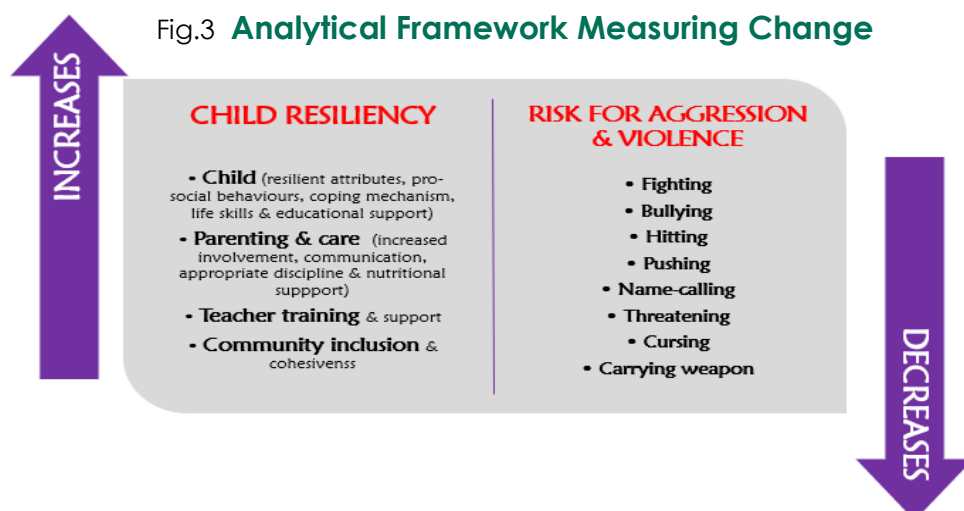 Fig.3 Analytical Framework Measuring Change
INCREASES
CHILD RESILIENCY
• Child (resilient attributes, pro-
social behaviours, coping mechanism,
life skills & educational support)
• Parenting & care (increased
involvement, communication,
appropriate discipline & nutritional
suppport)
• Teacher training & support
• Community inclusion &
cohesivenss
RISK FOR AGGRESSION
& VIOLENCE
• Fighting
• Bullying
• Hitting
• Pushing
• Name-calling
• Threatening
• Cursing
• Carrying weapon
DECREASES